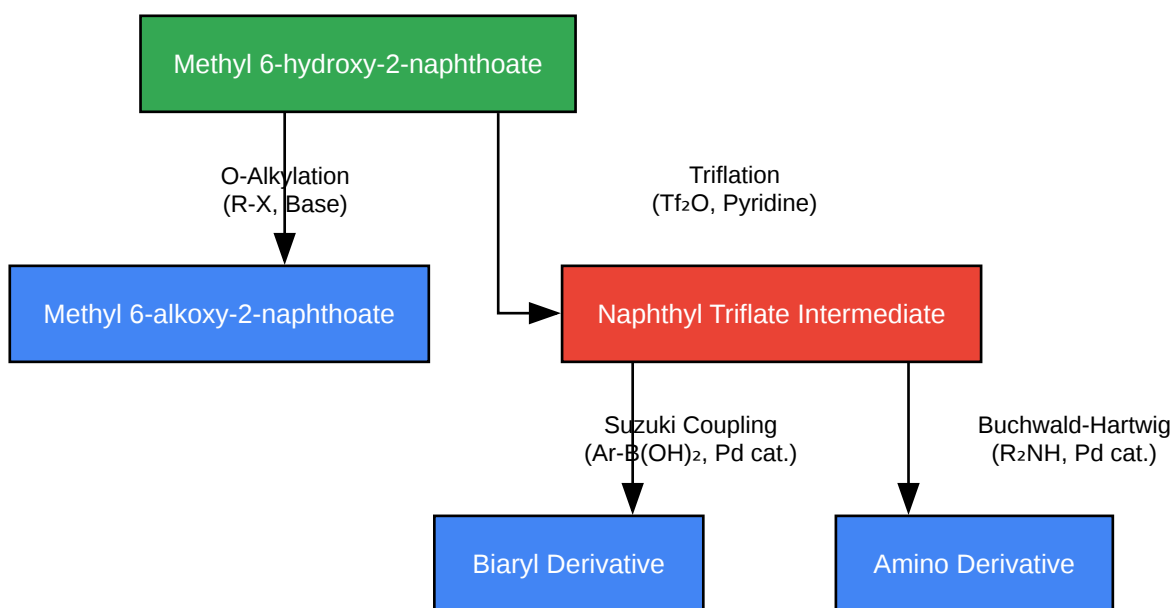 Methyl 6-hydroxy-2-naphthoate
O-Alkylation
(R-X, Base)
Triflation
(Tf₂O, Pyridine)
Methyl 6-alkoxy-2-naphthoate
Naphthyl Triflate Intermediate
Suzuki Coupling
(Ar-B(OH)₂, Pd cat.)
Buchwald-Hartwig
(R₂NH, Pd cat.)
Biaryl Derivative
Amino Derivative